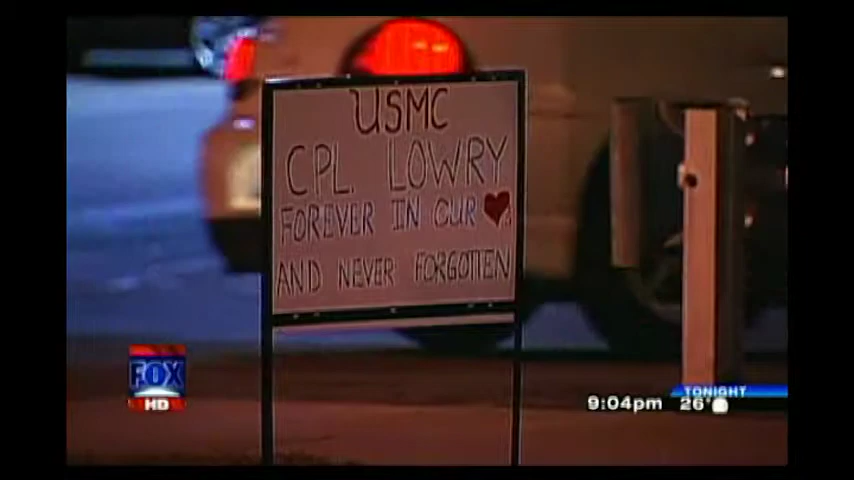 USMC
CPL. LOWRY
FOREVER IN OUR
AND NEVER FORGOTTEN
FOX
HD
TONIGHT
9:04pm 26°